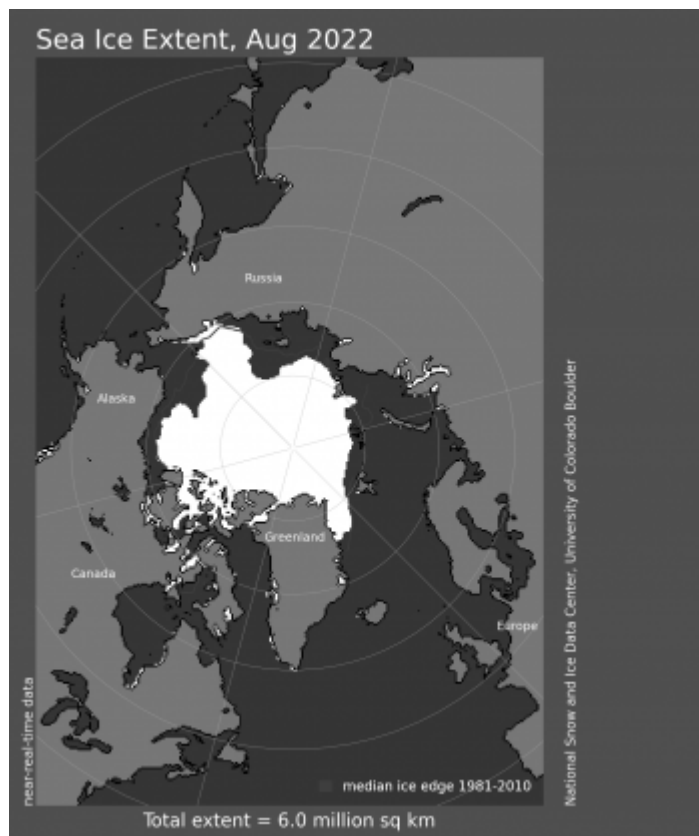 Sea Ice Extent, Aug 2022
Russia
Alaska
Greenland
Canada
Europe
near-real-time data
median ice edge 1981-2010
Total extent = 6.0 million sq km
National Snow and Ice Data Center, University of Colorado Boulder